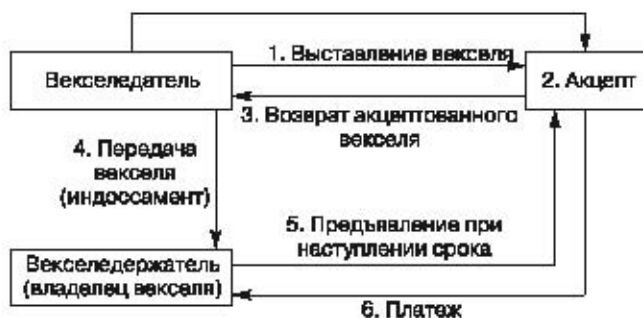 1. Выставление векселя
Векселедатель
2. Акцепт
3. Возврат акцептованного
векселя
4. Передача
векселя
(индоссамент)
5. Предъявление при
наступлении срока
Векселедержатель
(владелец векселя)
6. Платеж